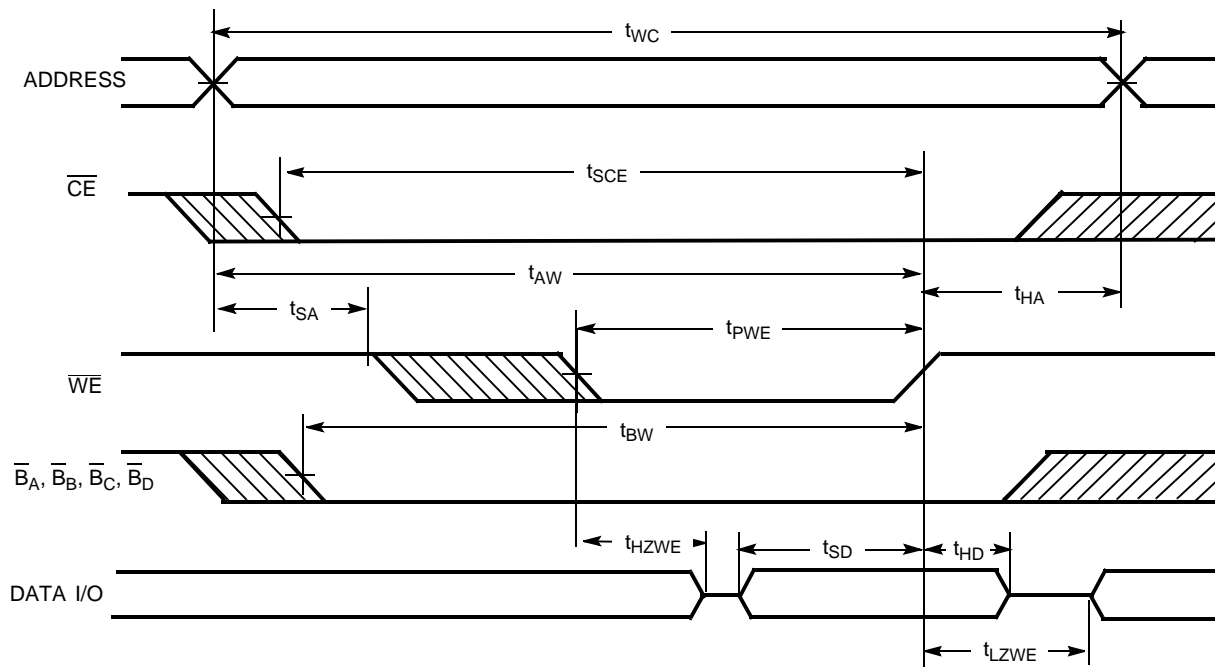 tWC
ADDRESS
tSCE
CE
tAW
tSA
tHA
tPWE
WE
tBW
BA, BB, BC, BD
tHZWE
tSD
tHD
DATA I/O
tLZWE